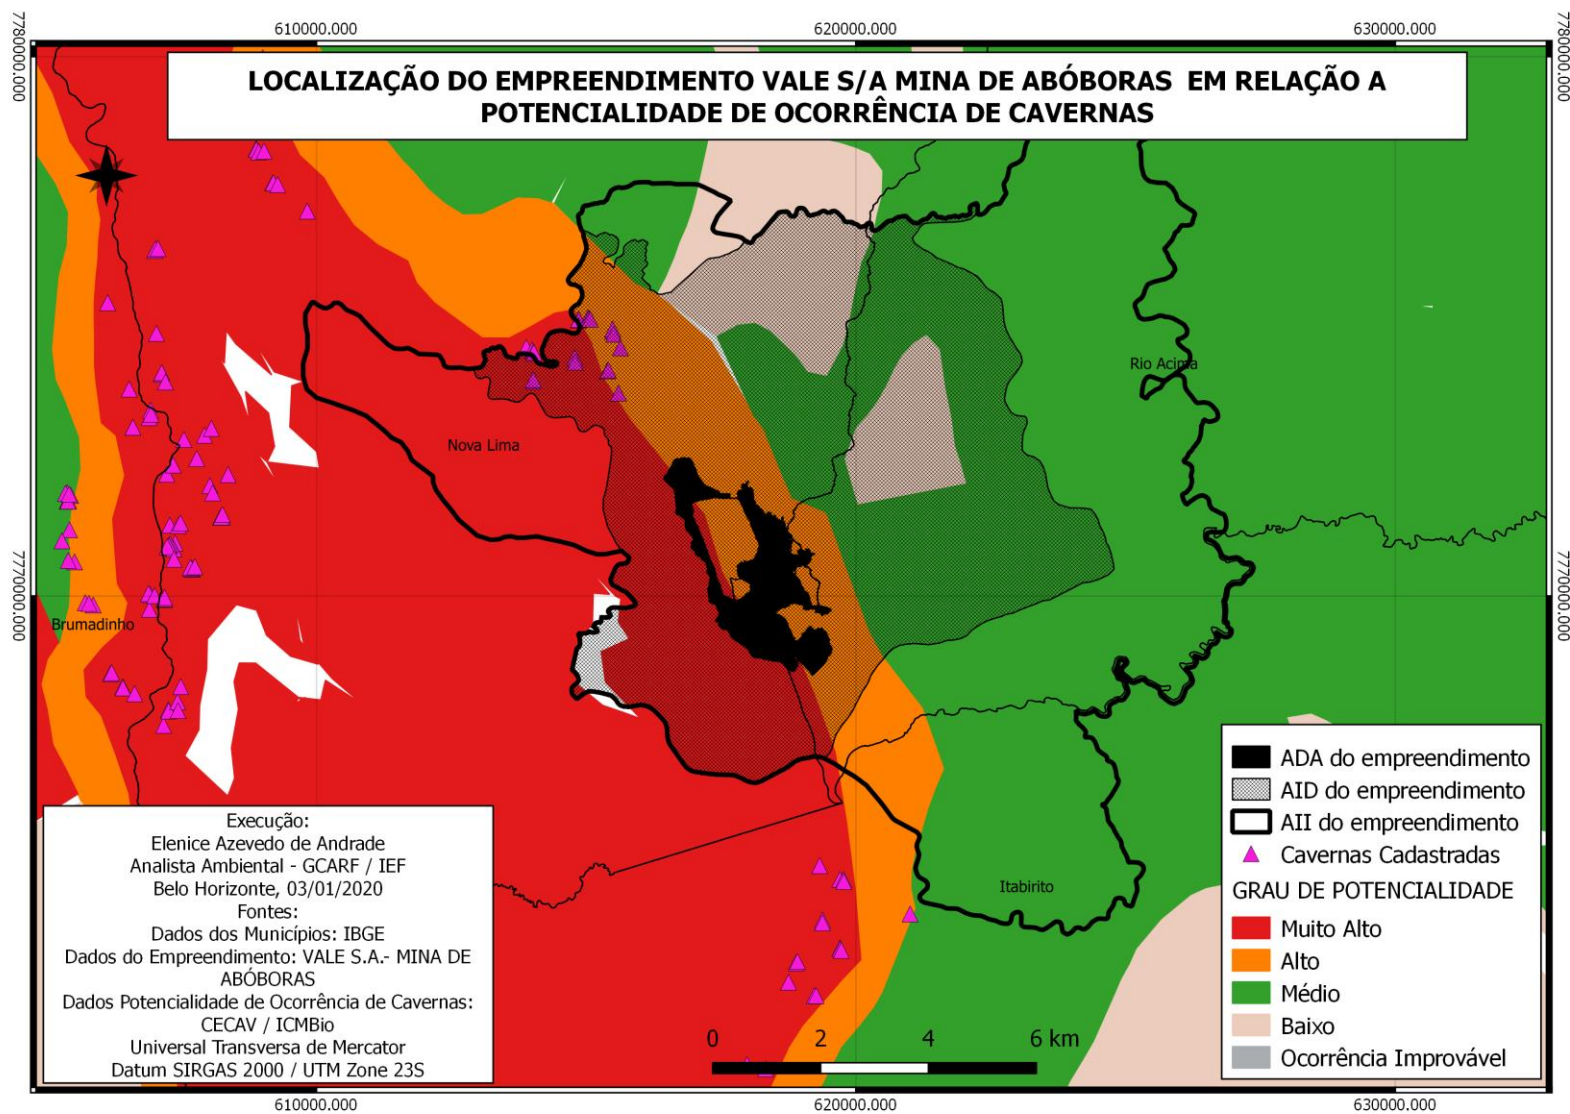 610000.000
620000.000
630000.000
7780000.000
7780000.000
LOCALIZAÇÃO DO EMPREENDIMENTO VALE S/A MINA DE ABÓBORAS EM RELAÇÃO A
POTENCIALIDADE DE OCORRÊNCIA DE CAVERNAS
Rio Acima
Nova Lima
7770000.000
7770000.000
Brumadinho
Itabirito
ADA do empreendimento
AID do empreendimento
AII do empreendimento
Cavernas Cadastradas
GRAU DE POTENCIALIDADE
Muito Alto
Alto
Médio
Baixo
Ocorrência Improvável
Execução:
Elenice Azevedo de Andrade
Analista Ambiental - GCARF / IEF
Belo Horizonte, 03/01/2020
Fontes:
Dados dos Municípios: IBGE
Dados do Empreendimento: VALE S.A.- MINA DE
ABÓBORAS
Dados Potencialidade de Ocorrência de Cavernas:
CECAV / ICMBio
Universal Transversa de Mercator
Datum SIRGAS 2000 / UTM Zone 23S
0 2 4 6 km
610000.000
620000.000
630000.000